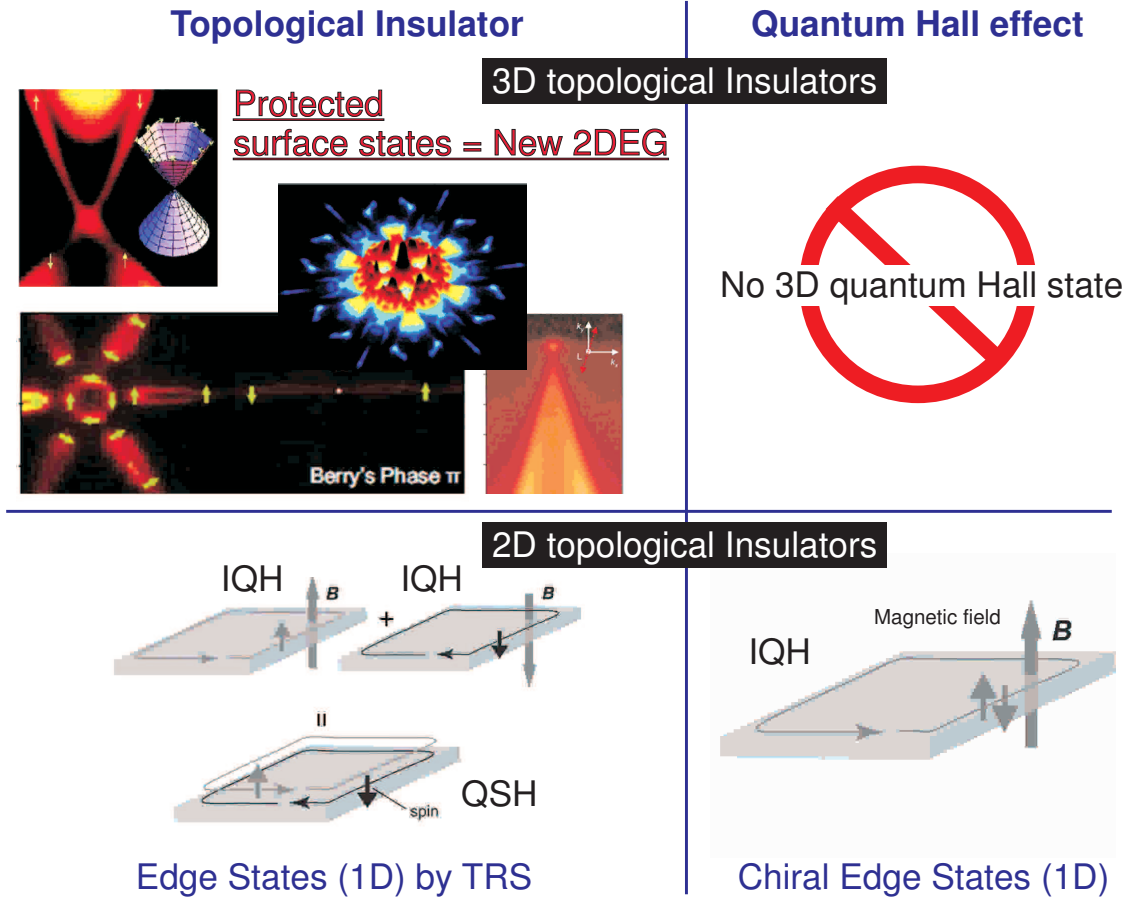 Topological Insulator
Quantum Hall effect
3D topological Insulators
Protected
surface states = New 2DEG
No 3D quantum Hall state
ky
L
kx
Berry's Phase π
2D topological Insulators
IQH
B
+
IQH
B
=
QSH
spin
Edge States (1D) by TRS
Magnetic field
B
IQH
Chiral Edge States (1D)